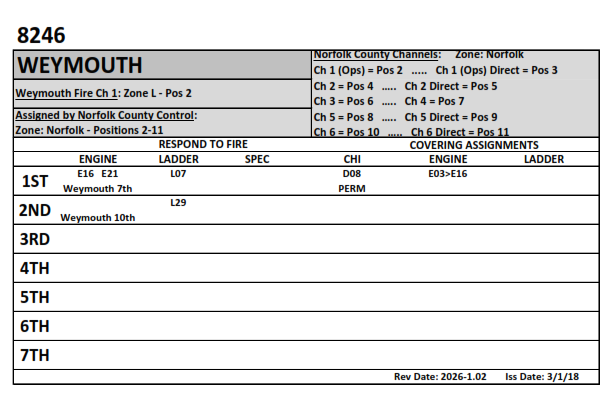 8246
WEYMOUTH
Weymouth Fire Ch 1: Zone L - Pos 2
Assigned by Norfolk County Control:
Zone: Norfolk - Positions 2-11
Norfolk County Channels: Zone: Norfolk
Ch 1 (Ops) = Pos 2 ..... Ch 1 (Ops) Direct = Pos 3
Ch 2 = Pos 4 ..... Ch 2 Direct = Pos 5
Ch 3 = Pos 6 ..... Ch 4 = Pos 7
Ch 5 = Pos 8 ..... Ch 5 Direct = Pos 9
Ch 6 = Pos 10 ..... Ch 6 Direct = Pos 11
RESPOND TO FIRE COVERING ASSIGNMENTS
ENGINE LADDER SPEC CHI ENGINE LADDER
1ST E16 E21 L07 D08 E03>E16
Weymouth 7th PERM
2ND L29
Weymouth 10th
3RD
4TH
5TH
6TH
7TH
Rev Date: 2026-1.02 Iss Date: 3/1/18